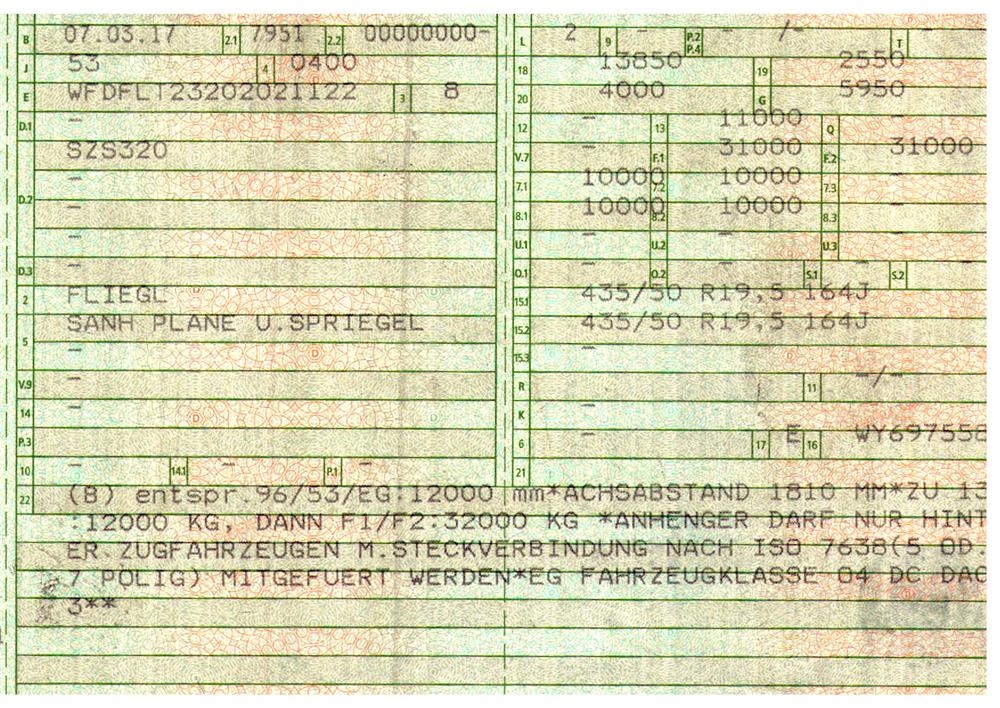 B 07.03.17 2.1 7951 2.2 00000000- L 2 9 - P.2 P.4 - /- T -
J 53 4 0400 18 13850 19 2550
E WFDFLT23202021122 3 8 20 4000 G 5950
D.1 - 12 - 13 11000 Q -
SZS320 V.7 - F.1 31000 F.2 31000
D.2 - 7.1 10000 7.2 10000 7.3 -
- 8.1 10000 8.2 10000 8.3 -
- U.1 - U.2 - U.3 -
D.3 - O.1 - O.2 - S.1 - S.2 -
2 FLIEGL 15.1 435/50 R19,5 164J
5 SANH PLANE U.SPRIEGEL 15.2 435/50 R19,5 164J
- 15.3 -
V.9 - R - 11 -/-
14 - K -
P.3 - 6 - 17 E 16 WY697558
10 - 14.1 - P.1 - 21
22 (B) entspr.96/53/EG:12000 mm*ACHSABSTAND 1810 MM*ZU 13
:12000 KG, DANN F1/F2:32000 KG *ANHENGER DARF NUR HINT
ER ZUGFAHRZEUGEN M.STECKVERBINDUNG NACH ISO 7638(5 OD.
7 POLIG) MITGEFUERT WERDEN*EG FAHRZEUGKLASSE O4 DC DAC
3**